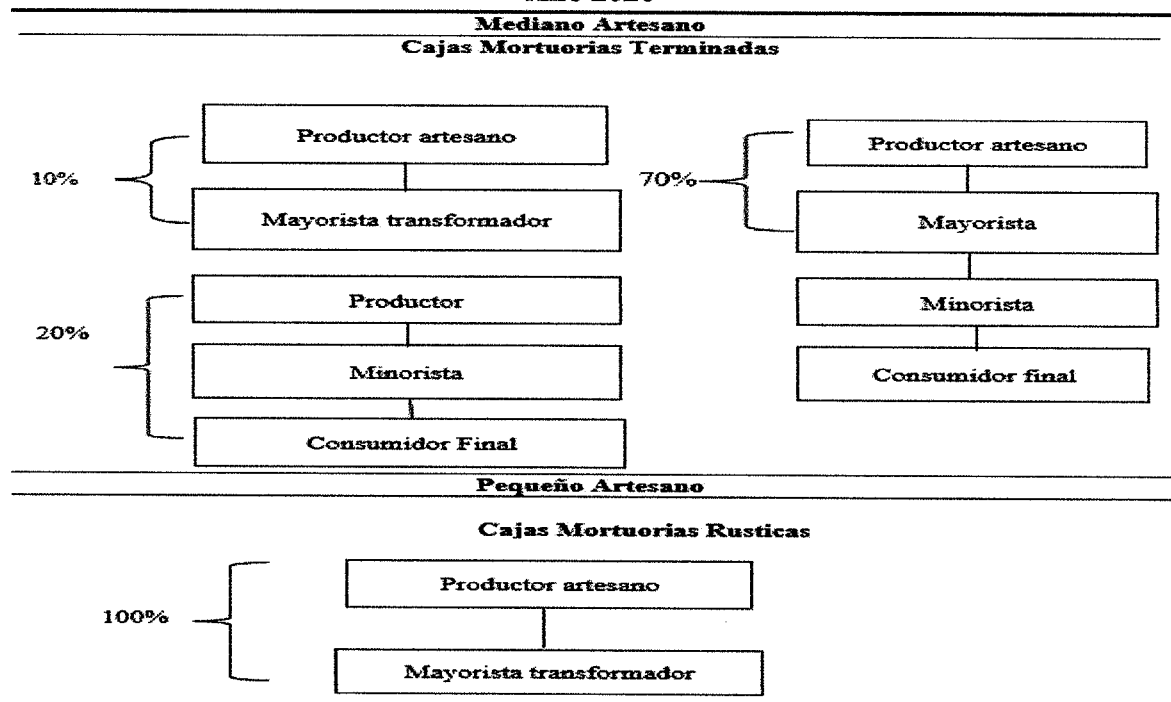 Mediano Artesano
Cajas Mortuorias Terminadas
10%
Productor artesano
Mayorista transformador
20%
Productor
Minorista
Consumidor Final
70%
Productor artesano
Mayorista
Minorista
Consumidor final
Pequeño Artesano
Cajas Mortuorias Rusticas
100%
Productor artesano
Mayorista transformador